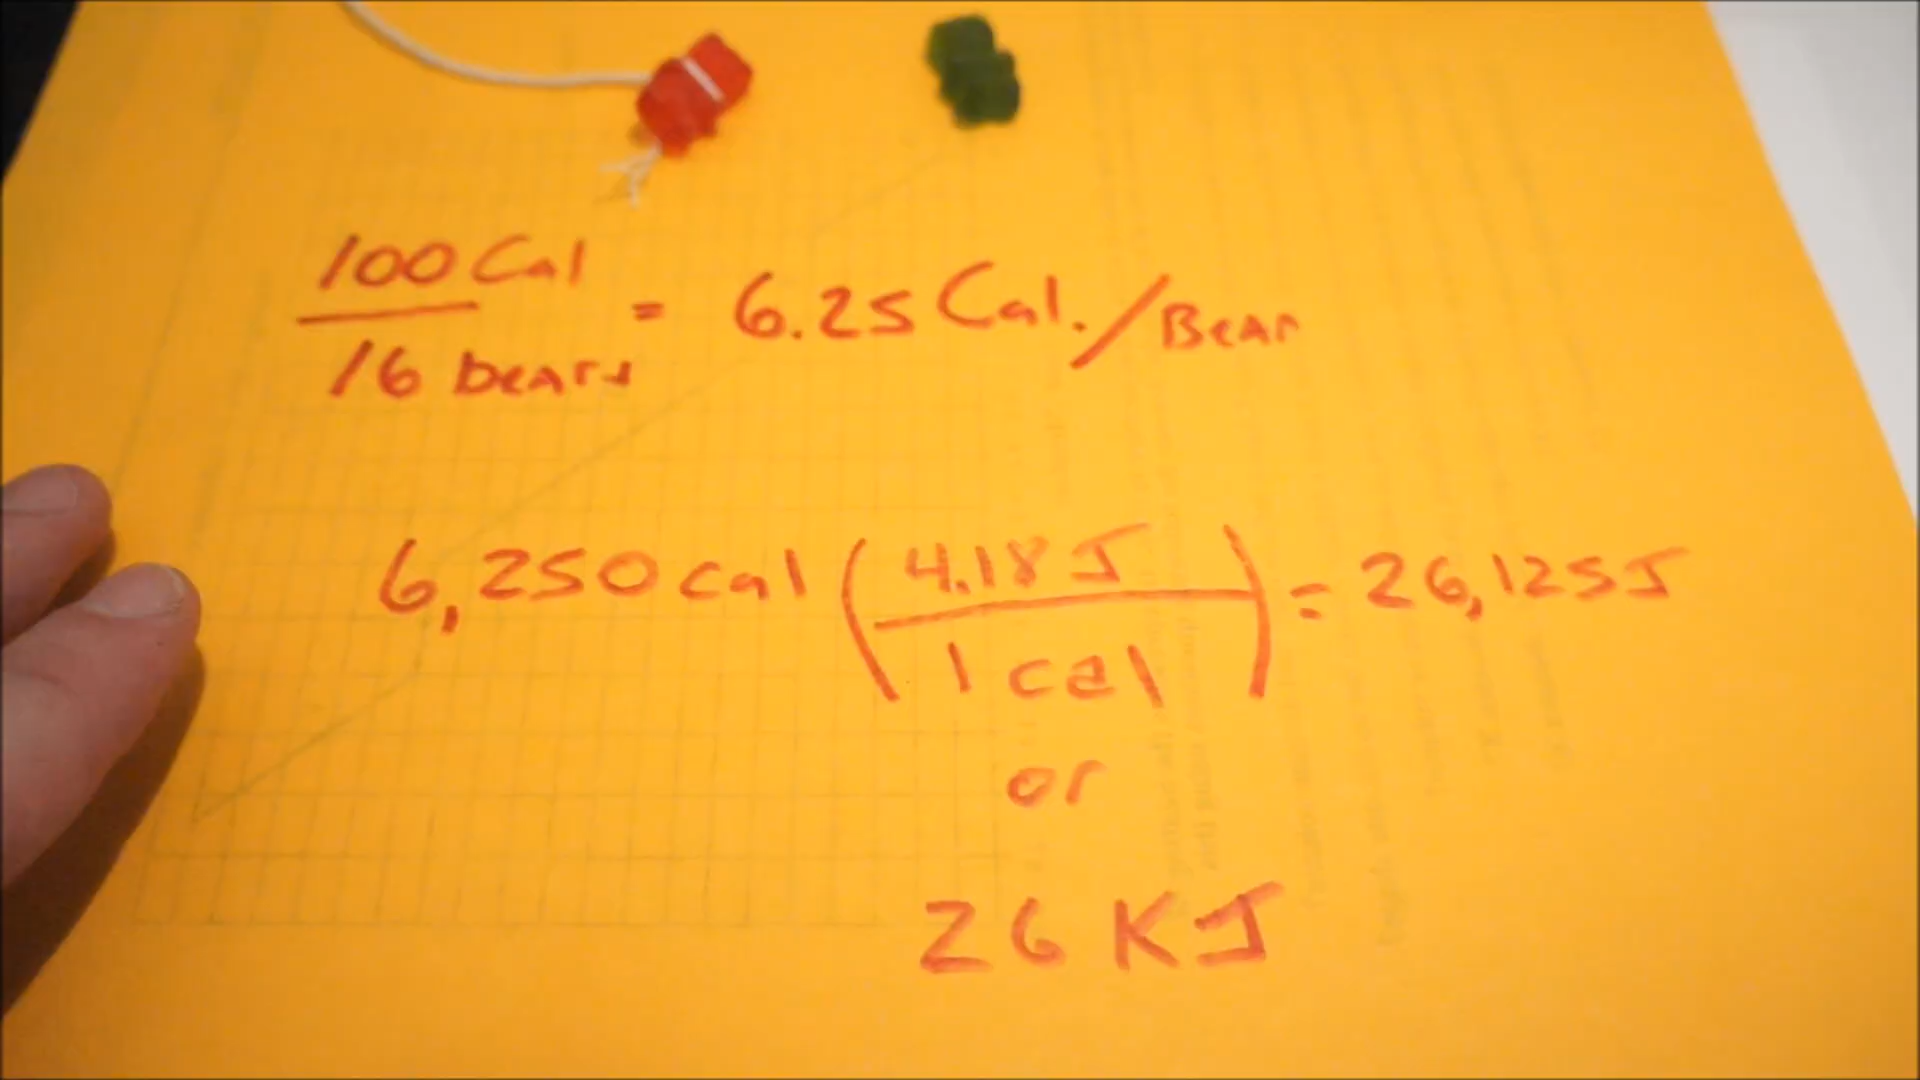 100 Cal
16 bears
= 6.25 Cal./Bear
6,250 cal (4.18 J
1 cal) = 26,125 J
or
26 KJ